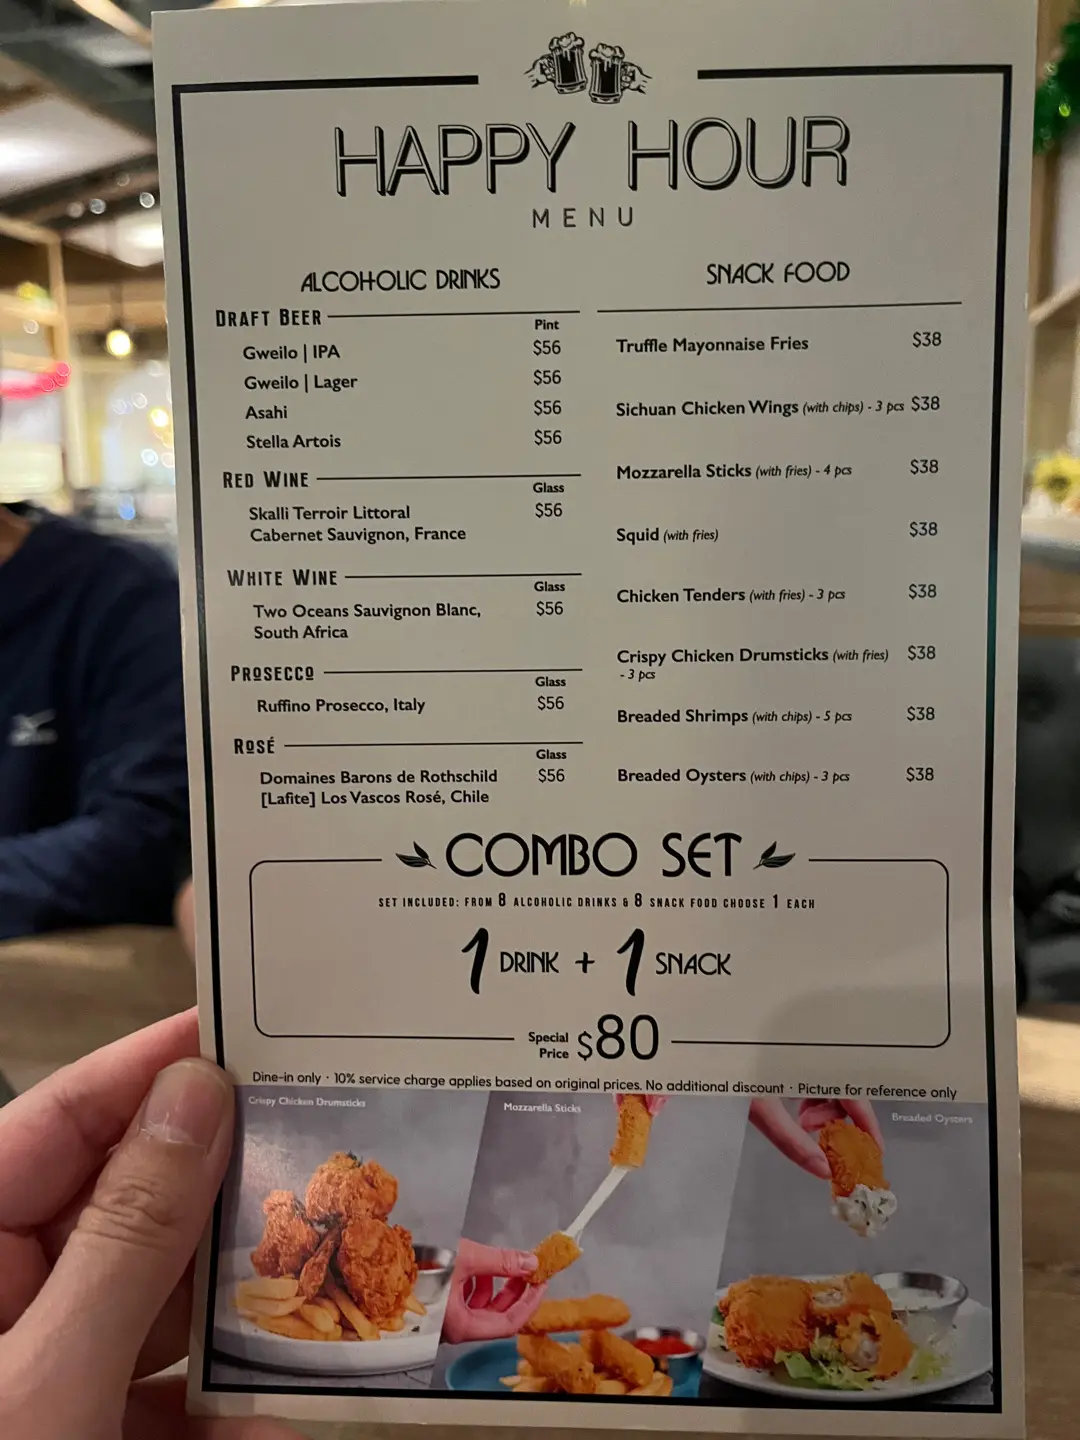 HAPPY HOUR
MENU
ALCOHOLIC DRINKS
DRAFT BEER
Pint
Gweilo | IPA $56
Gweilo | Lager $56
Asahi $56
Stella Artois $56
RED WINE
Glass
Skalli Terroir Littoral $56
Cabernet Sauvignon, France
WHITE WINE
Glass
Two Oceans Sauvignon Blanc, $56
South Africa
PROSECCO
Glass
Ruffino Prosecco, Italy $56
ROSÉ
Glass
Domaines Barons de Rothschild $56
[Lafite] Los Vascos Rosé, Chile
SNACK FOOD
Truffle Mayonnaise Fries $38
Sichuan Chicken Wings (with chips) - 3 pcs $38
Mozzarella Sticks (with fries) - 4 pcs $38
Squid (with fries) $38
Chicken Tenders (with fries) - 3 pcs $38
Crispy Chicken Drumsticks (with fries) $38
- 3 pcs
Breaded Shrimps (with chips) - 5 pcs $38
Breaded Oysters (with chips) - 3 pcs $38
COMBO SET
SET INCLUDED: FROM 8 ALCOHOLIC DRINKS & 8 SNACK FOOD CHOOSE 1 EACH
1 DRINK + 1 SNACK
Special Price $80
Dine-in only · 10% service charge applies based on original prices. No additional discount · Picture for reference only
Crispy Chicken Drumsticks
Mozzarella Sticks
Breaded Oysters